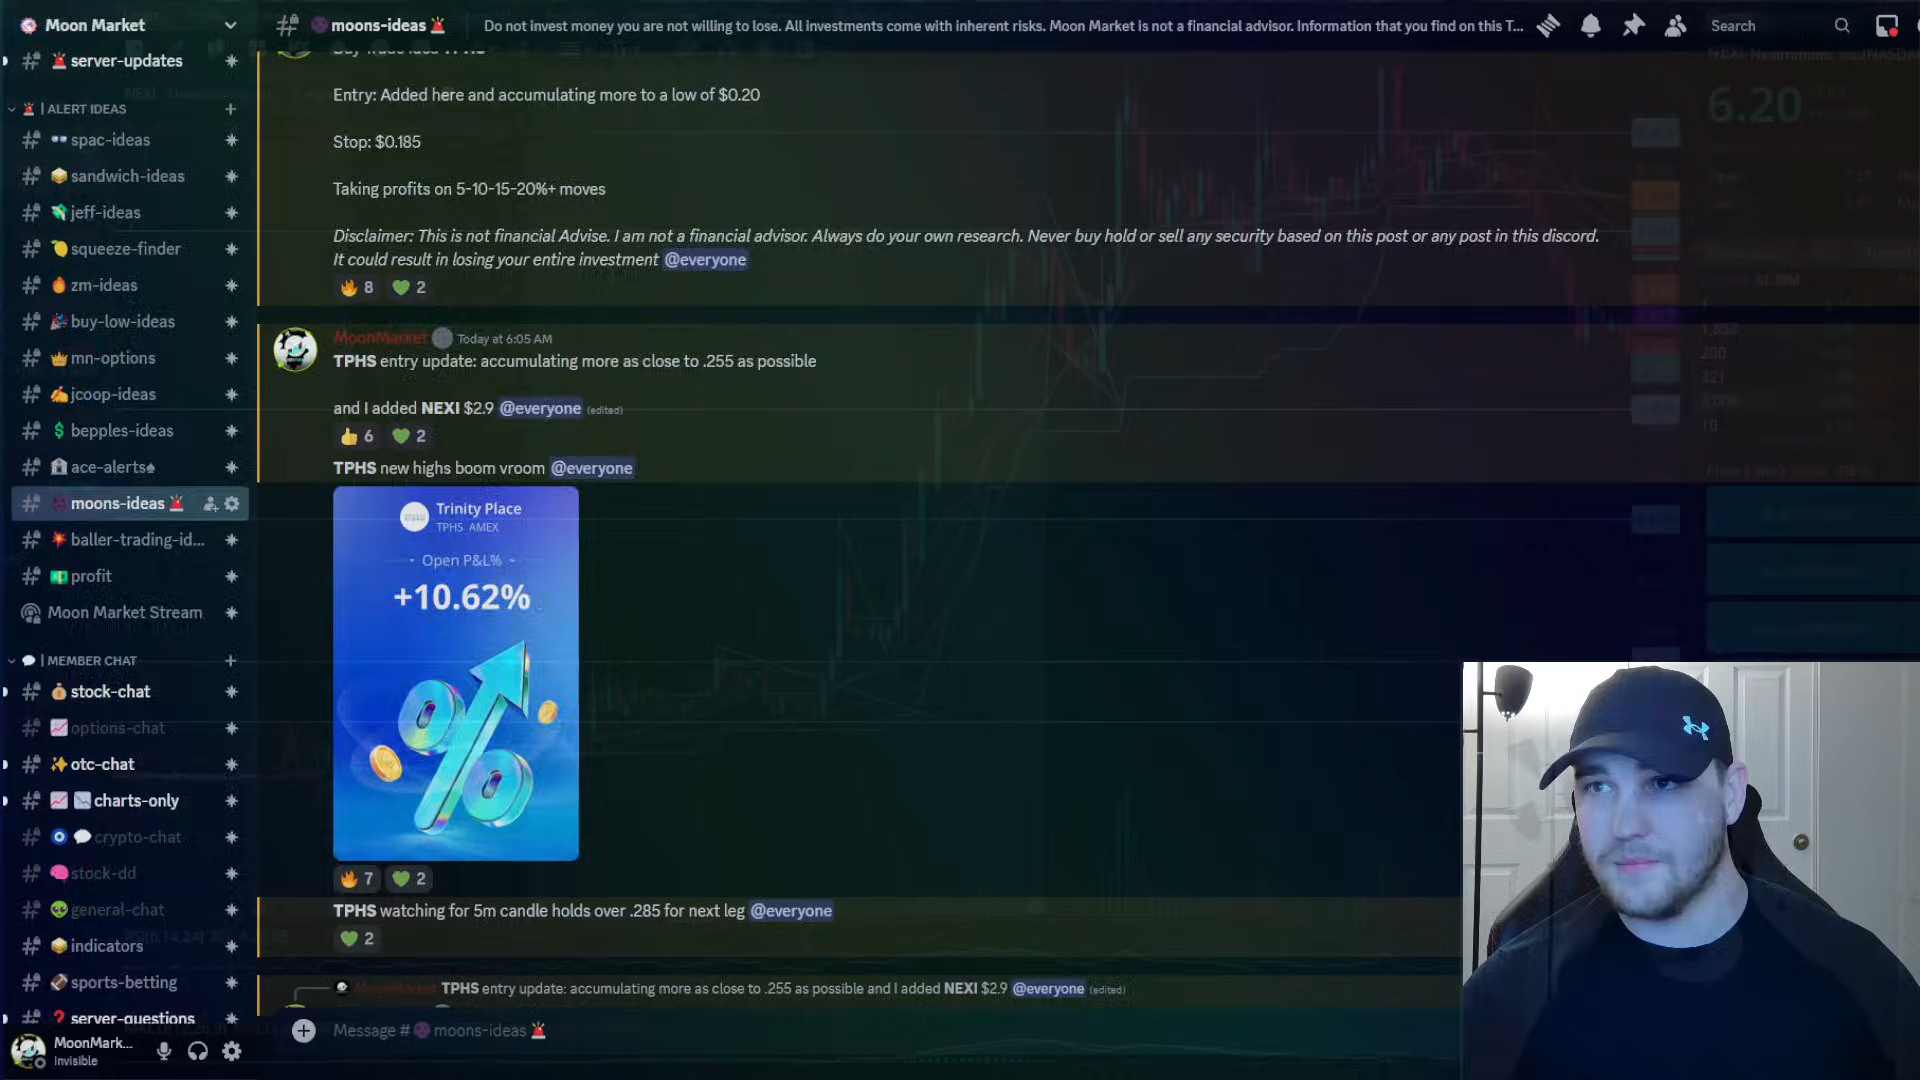 Moon Market
server-updates
| ALERT IDEAS
spac-ideas
sandwich-ideas
jeff-ideas
squeeze-finder
zm-ideas
buy-low-ideas
mn-options
jcoop-ideas
bepples-ideas
ace-alerts♠
moons-ideas
baller-trading-id...
profit
Moon Market Stream
| MEMBER CHAT
stock-chat
options-chat
otc-chat
charts-only
crypto-chat
stock-dd
general-chat
indicators
sports-betting
server-questions
MoonMark...
Invisible
moons-ideas
Do not invest money you are not willing to lose. All investments come with inherent risks. Moon Market is not a financial advisor. Information that you find on this T...
Search
Entry: Added here and accumulating more to a low of $0.20
Stop: $0.185
Taking profits on 5-10-15-20%+ moves
Disclaimer: This is not financial Advise. I am not a financial advisor. Always do your own research. Never buy hold or sell any security based on this post or any post in this discord.
It could result in losing your entire investment @everyone
8 2
MoonMarket Today at 6:05 AM
TPHS entry update: accumulating more as close to .255 as possible
and I added NEXI $2.9 @everyone (edited)
6 2
TPHS new highs boom vroom @everyone
Trinity Place
TPHS AMEX
- Open P&L% -
+10.62%
7 2
TPHS watching for 5m candle holds over .285 for next leg @everyone
2
MoonMarket TPHS entry update: accumulating more as close to .255 as possible and I added NEXI $2.9 @everyone (edited)
Message # moons-ideas
6.20